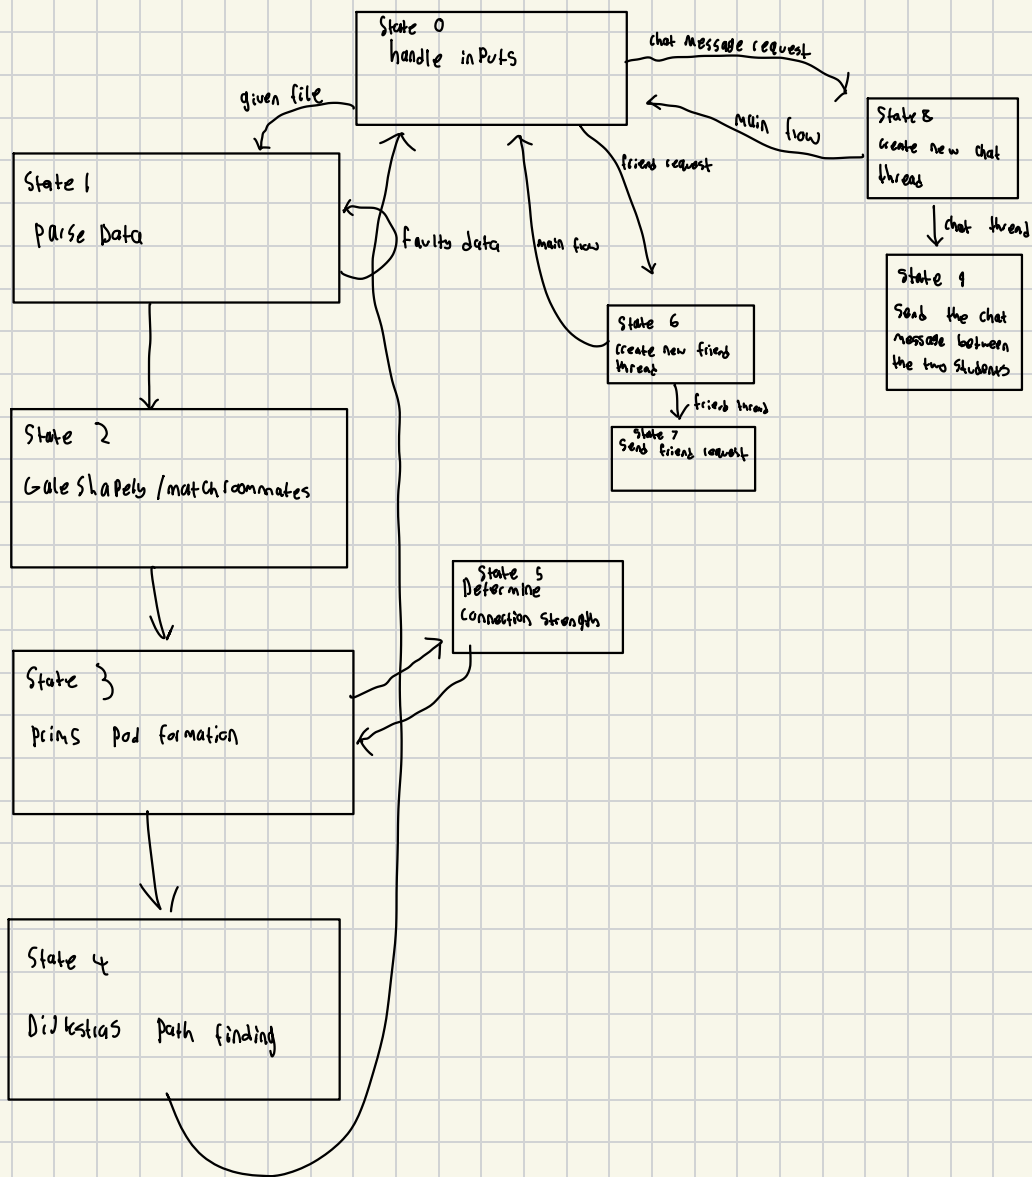 State 0
handle inputs
chat message request
given file
main flow
State 8
create new chat
thread
friend request
State 1
Parse Data
faulty data
main flow
chat thread
State 9
Send the chat
message between
the two students
State 6
create new friend
thread
friend thread
State 7
Send friend request
State 2
Gale Shapely / match roommates
State 5
Determine
Connection Strength
State 3
Prims Pod formation
State 4
Dijkstras Path finding